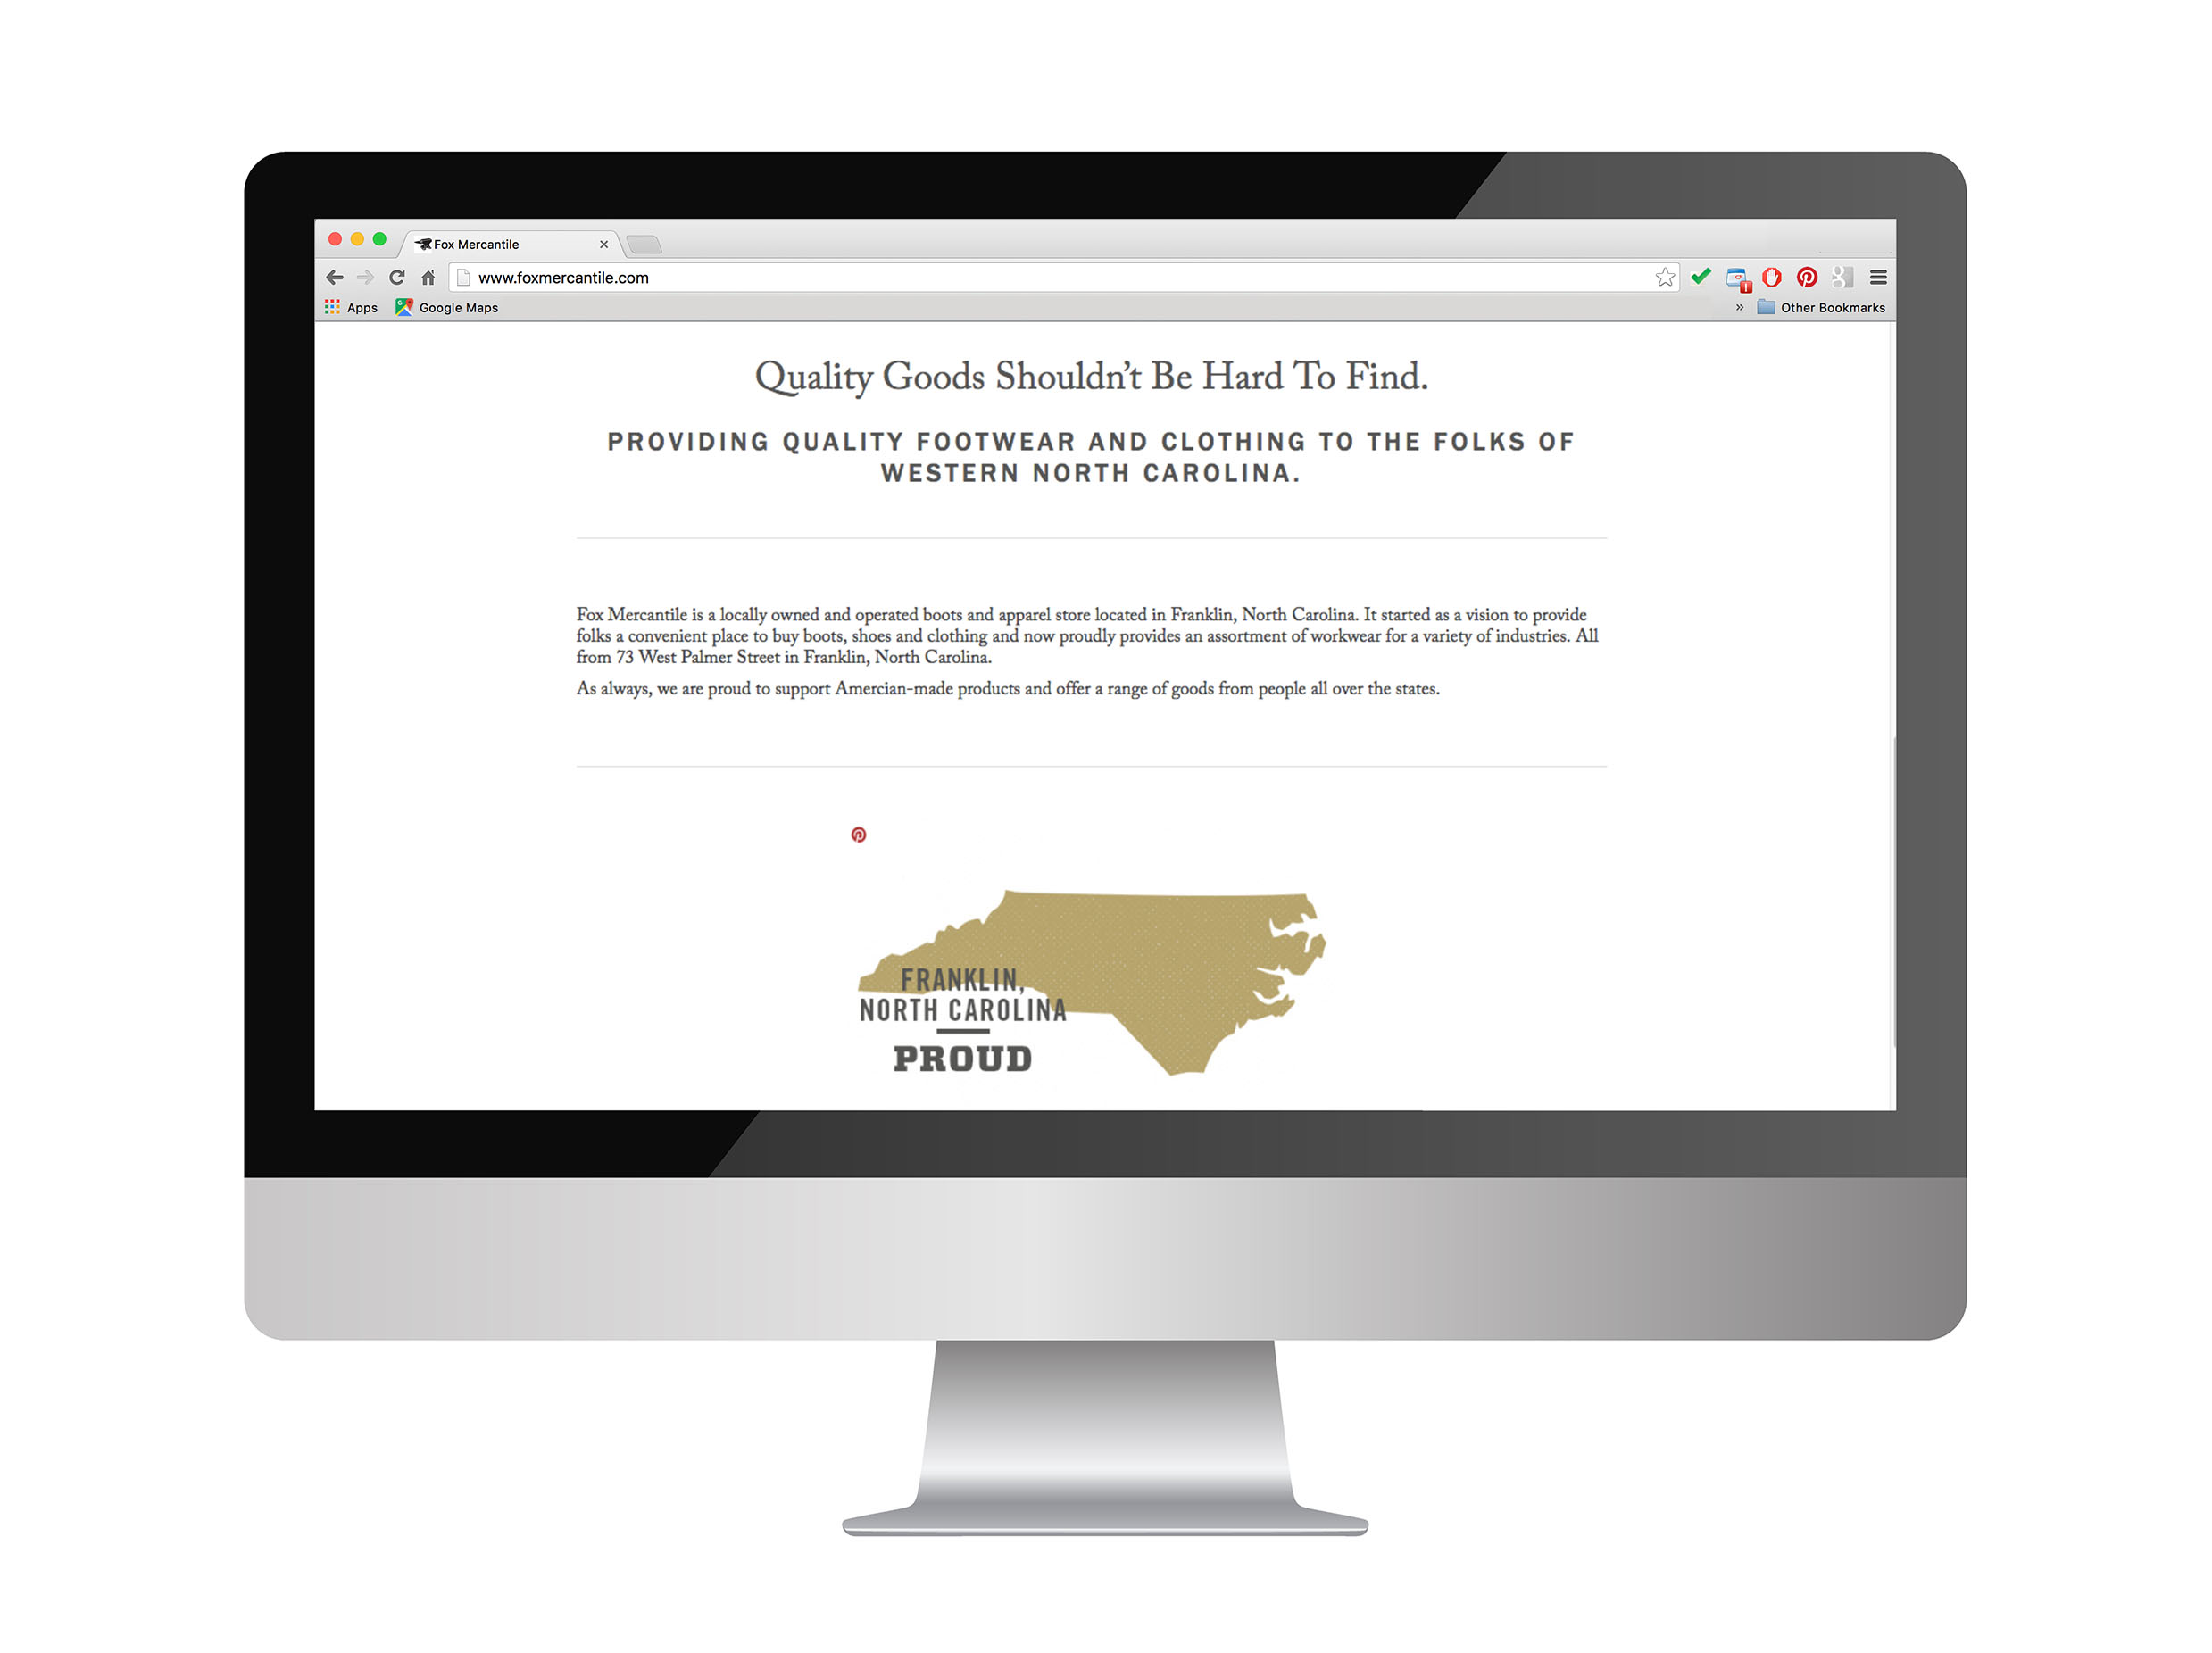 Fox Mercantile
www.foxmercantile.com
Apps Google Maps » Other Bookmarks
Quality Goods Shouldn't Be Hard To Find.
PROVIDING QUALITY FOOTWEAR AND CLOTHING TO THE FOLKS OF
WESTERN NORTH CAROLINA.
Fox Mercantile is a locally owned and operated boots and apparel store located in Franklin, North Carolina. It started as a vision to provide
folks a convenient place to buy boots, shoes and clothing and now proudly provides an assortment of workwear for a variety of industries. All
from 73 West Palmer Street in Franklin, North Carolina.
As always, we are proud to support Amercian-made products and offer a range of goods from people all over the states.
FRANKLIN,
NORTH CAROLINA
PROUD